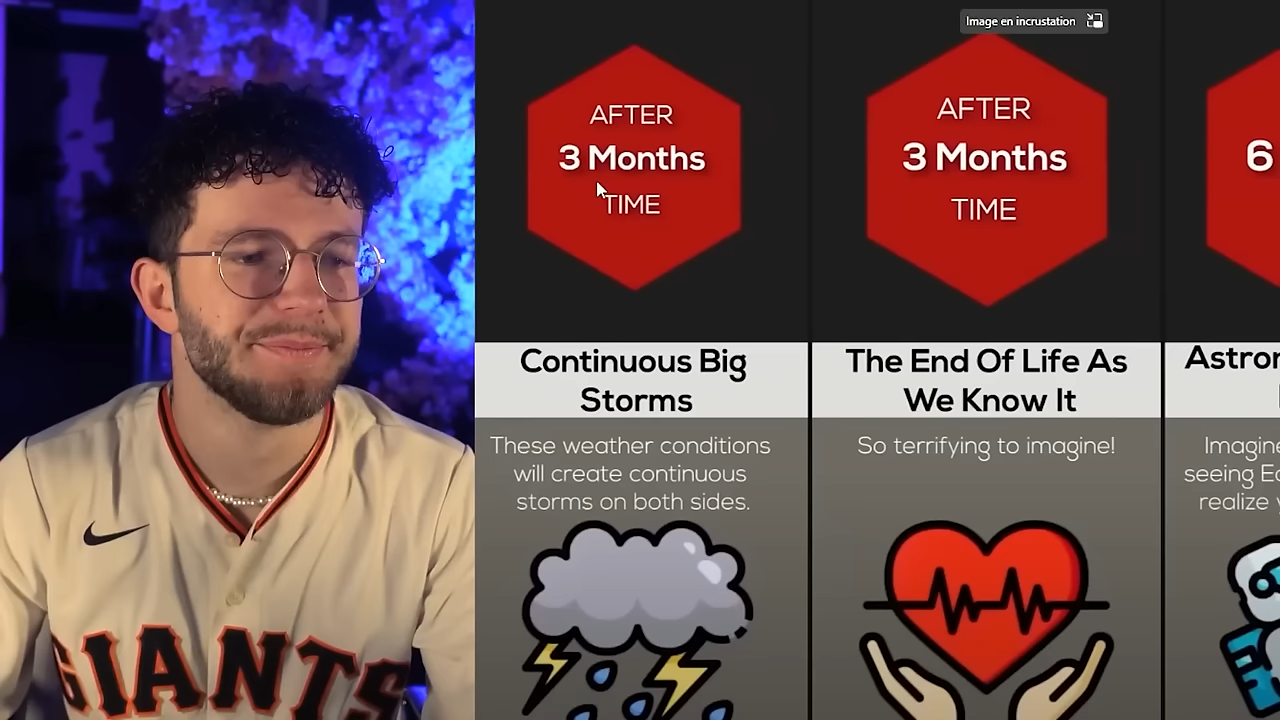 Image en incrustation
AFTER
3 Months
TIME
Continuous Big
Storms
These weather conditions
will create continuous
storms on both sides.
AFTER
3 Months
TIME
The End Of Life As
We Know It
So terrifying to imagine!
6
Imagine
GIANTS